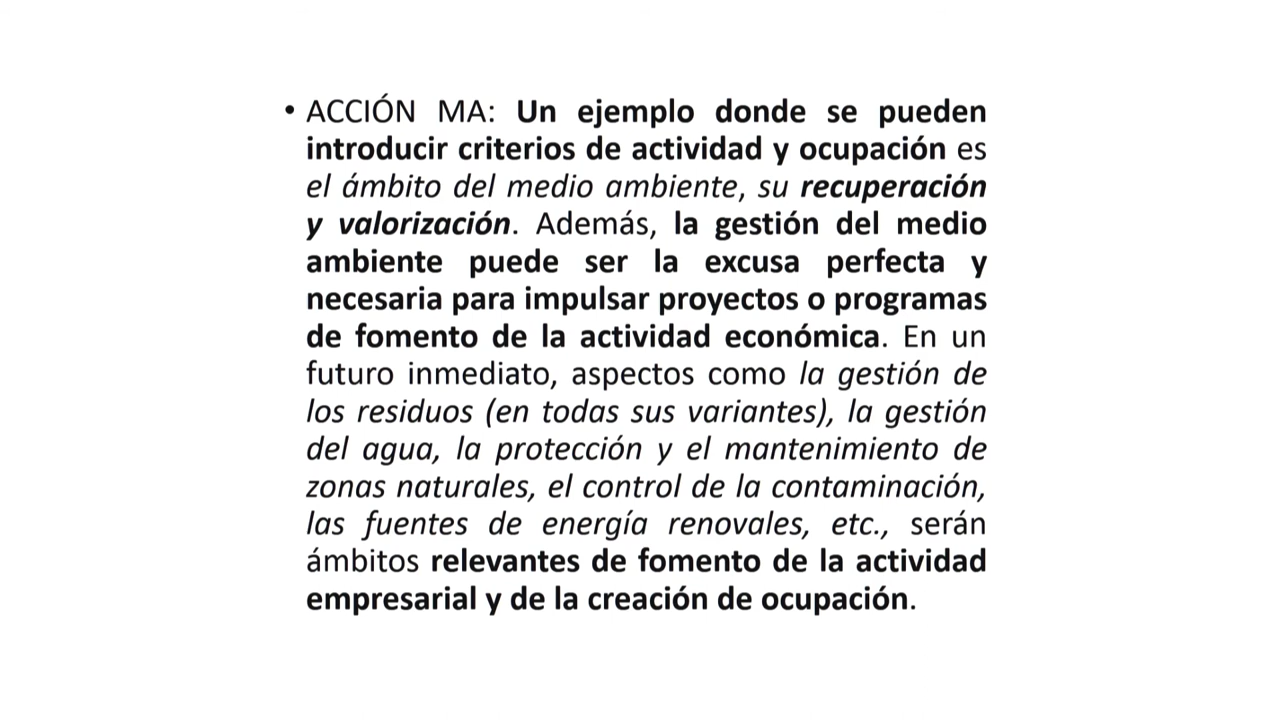 • ACCIÓN MA: Un ejemplo donde se pueden
introducir criterios de actividad y ocupación es
el ámbito del medio ambiente, su recuperación
y valorización. Además, la gestión del medio
ambiente puede ser la excusa perfecta y
necesaria para impulsar proyectos o programas
de fomento de la actividad económica. En un
futuro inmediato, aspectos como la gestión de
los residuos (en todas sus variantes), la gestión
del agua, la protección y el mantenimiento de
zonas naturales, el control de la contaminación,
las fuentes de energía renovales, etc., serán
ámbitos relevantes de fomento de la actividad
empresarial y de la creación de ocupación.